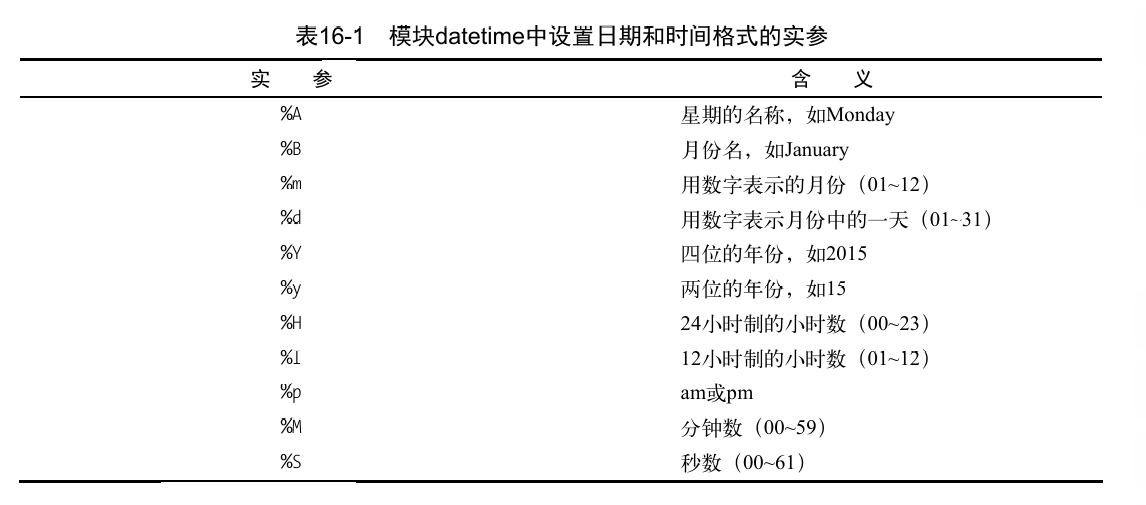 表16-1 模块datetime中设置日期和时间格式的实参
实 参 含 义
%A 星期的名称，如Monday
%B 月份名，如January
%m 用数字表示的月份（01~12）
%d 用数字表示月份中的一天（01~31）
%Y 四位的年份，如2015
%y 两位的年份，如15
%H 24小时制的小时数（00~23）
%I 12小时制的小时数（01~12）
%p am或pm
%M 分钟数（00~59）
%S 秒数（00~61）